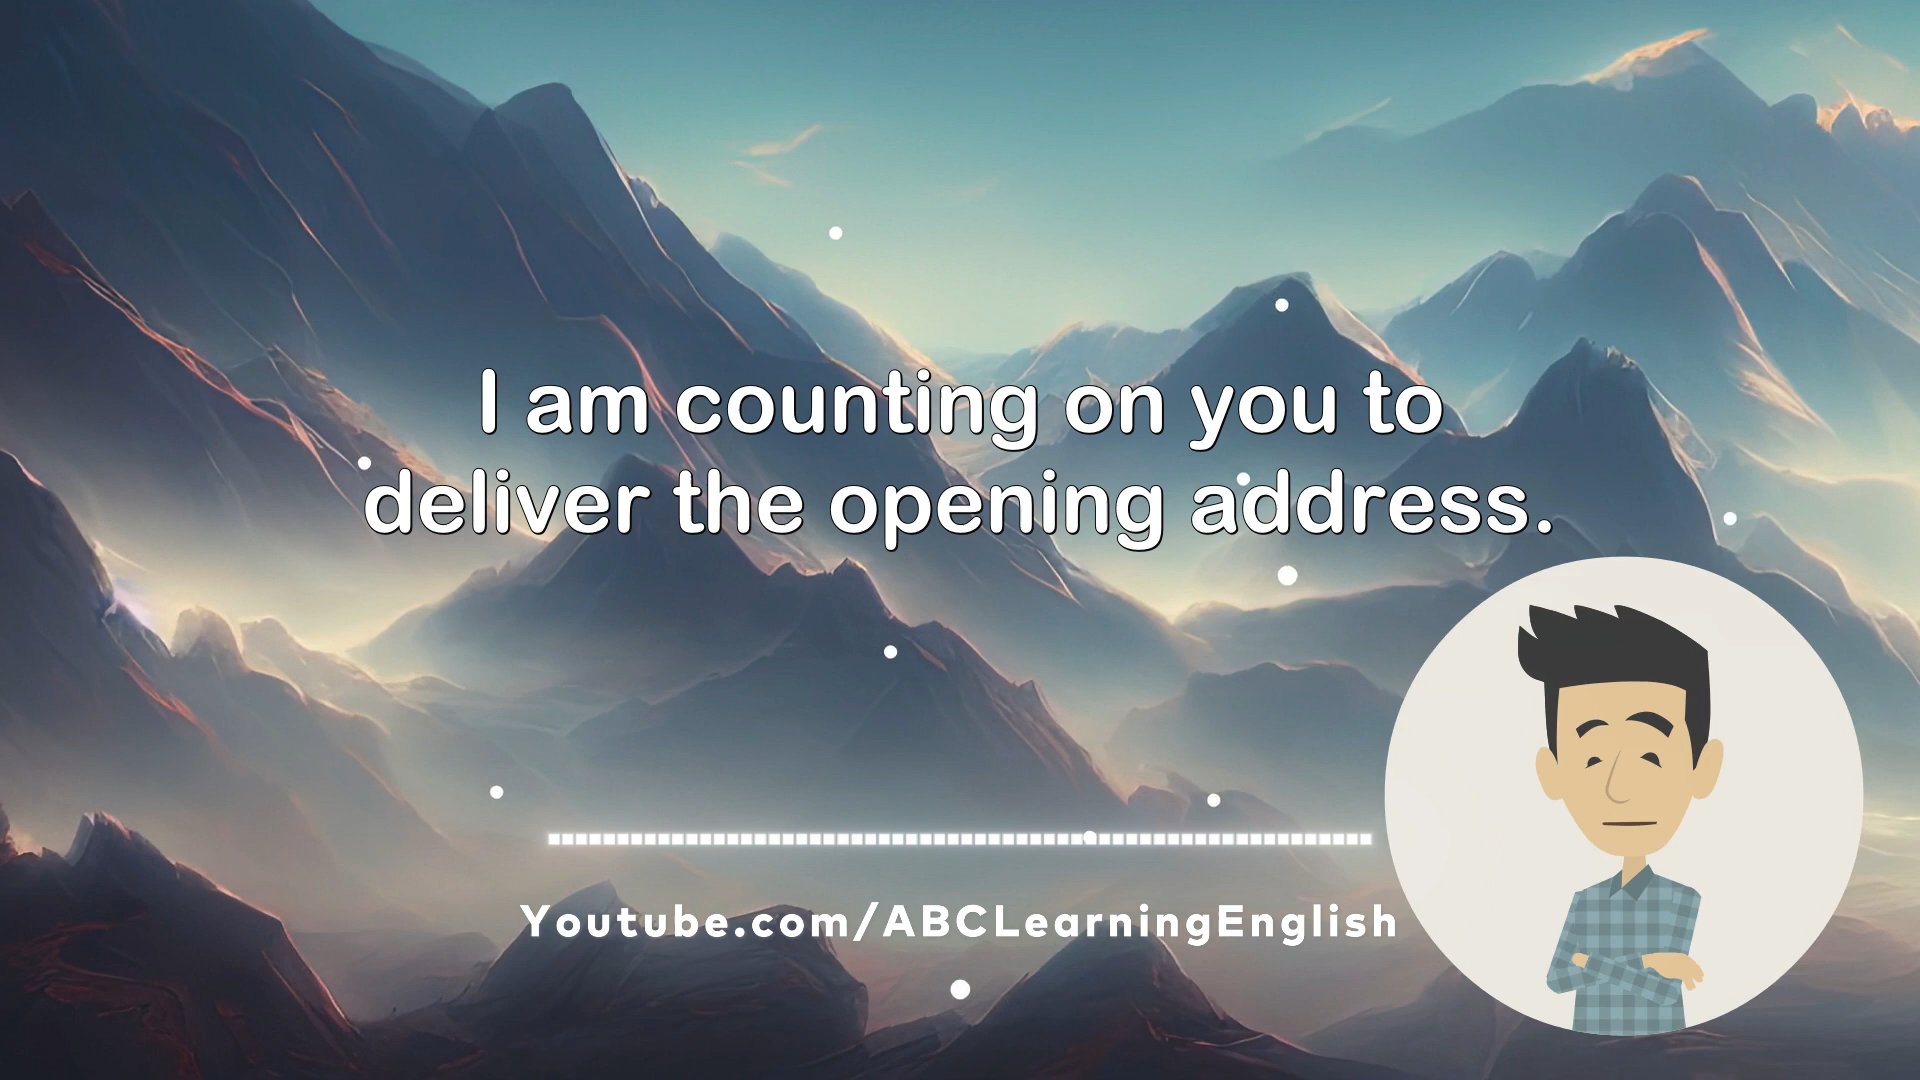 I am counting on you to
deliver the opening address.
Youtube.com/ABCLearningEnglish